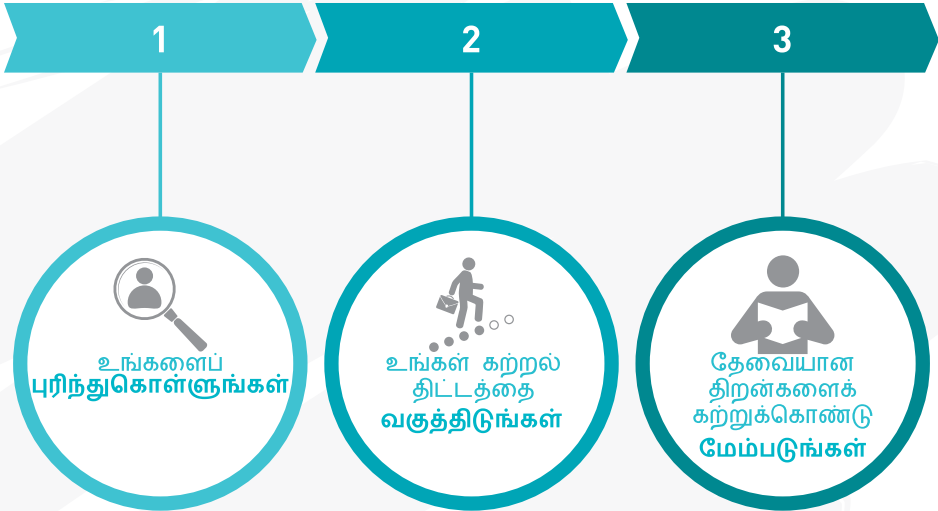 1
2
3
உங்களைப்
புரிந்துகொள்ளுங்கள்
உங்கள் கற்றல்
திட்டத்தை
வகுத்திடுங்கள்
தேவையான
திறன்களைக்
கற்றுக்கொண்டு
மேம்படுங்கள்